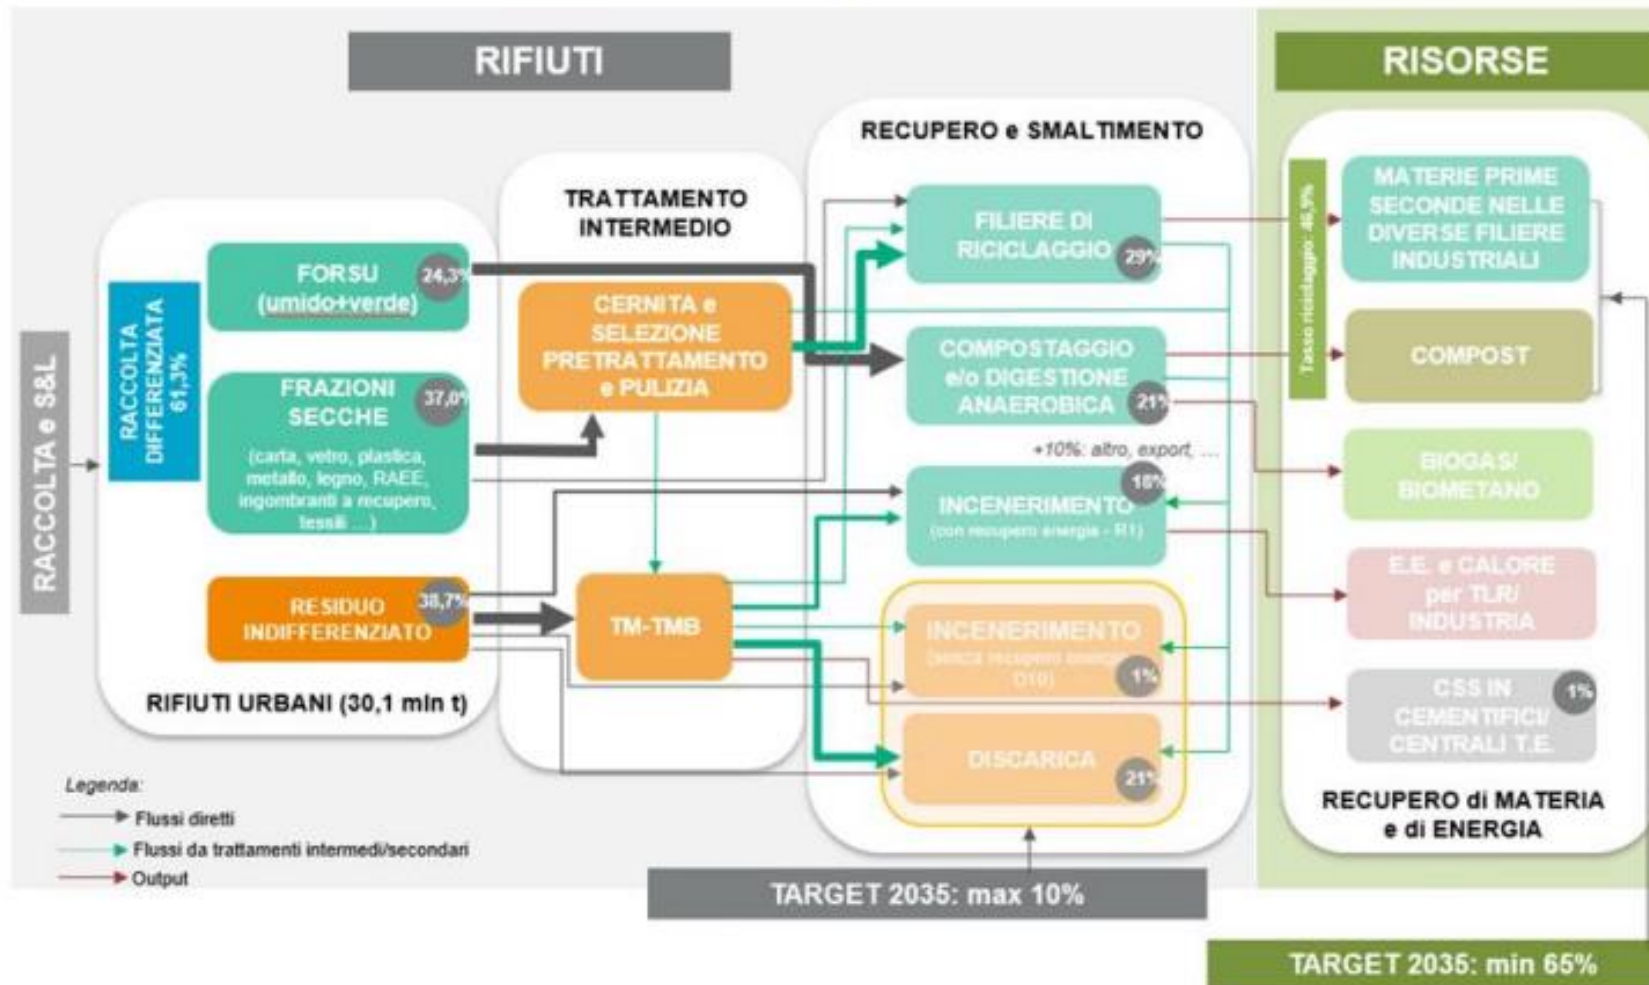 RIFIUTI
RISORSE
RACCOLTA e S&L
RACCOLTA
DIFFERENZIATA
61,3%
FORSU
(umido+verde)
24,3%
FRAZIONI
SECCHE
37,0%
(carta, vetro, plastica,
metallo, legno, RAEE,
ingombranti a recupero,
tessili ...)
RESIDUO
INDIFFERENZIATO
38,7%
RIFIUTI URBANI (30,1 mln t)
TRATTAMENTO
INTERMEDIO
CERNITA e
SELEZIONE
PRETRATTAMENTO
e PULIZIA
TM-TMB
RECUPERO e SMALTIMENTO
FILIERE DI
RICICLAGGIO
29%
COMPOSTAGGIO
e/o DIGESTIONE
ANAEROBICA
21%
+10%: altro, export, ...
18%
INCENERIMENTO
(con recupero energia - R1)
INCENERIMENTO
(senza recupero energia
D10)
1%
DISCARICA
21%
Tasso riciclaggio: 46,9%
MATERIE PRIME
SECONDE NELLE
DIVERSE FILIERE
INDUSTRIALI
COMPOST
BIOGAS/
BIOMETANO
E.E. e CALORE
per TLR/
INDUSTRIA
CSS IN
CEMENTIFICI/
CENTRALI T.E.
1%
RECUPERO di MATERIA
e di ENERGIA
Legenda:
Flussi diretti
Flussi da trattamenti intermedi/secondari
Output
TARGET 2035: max 10%
TARGET 2035: min 65%